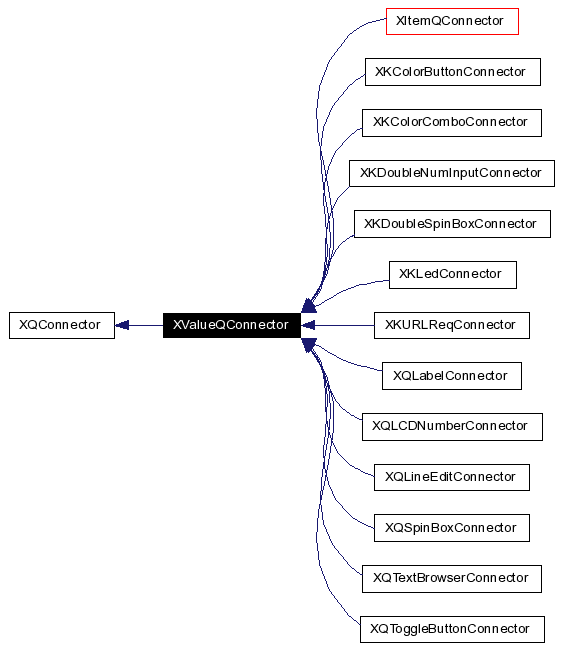 XItemQConnector
XKColorButtonConnector
XKColorComboConnector
XKDoubleNumInputConnector
XKDoubleSpinBoxConnector
XKLedConnector
XQConnector
XValueQConnector
XKURLReqConnector
XQLabelConnector
XQLCDNumberConnector
XQLineEditConnector
XQSpinBoxConnector
XQTextBrowserConnector
XQToggleButtonConnector